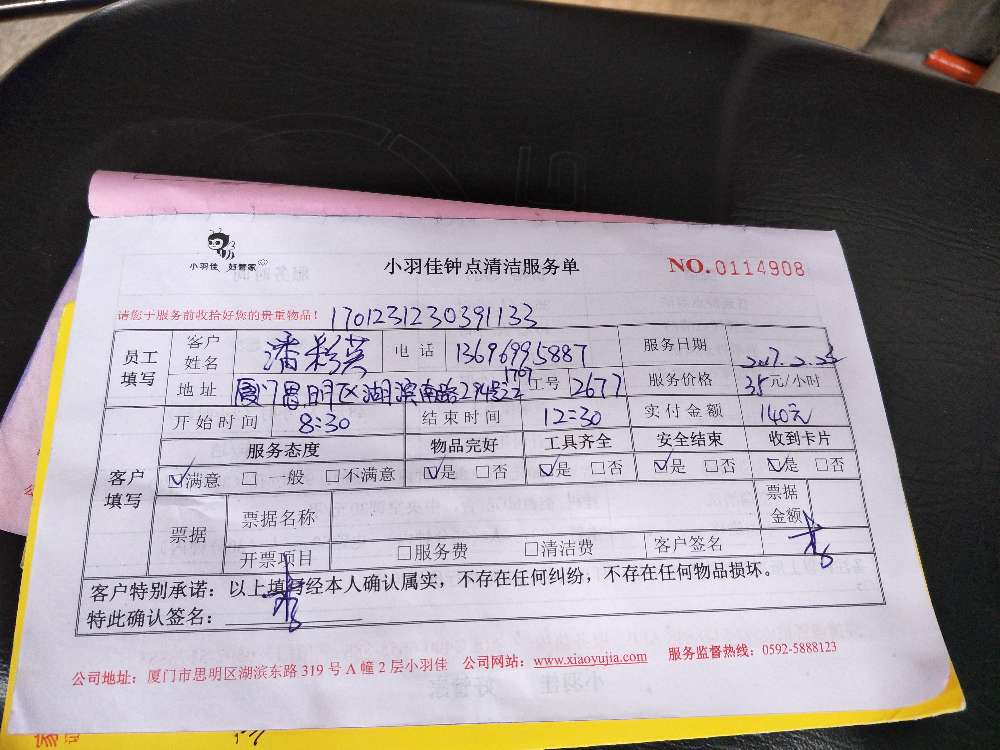 小羽佳 好管家
小羽佳钟点清洁服务单
NO.0114908
请您于服务前收拾好您的贵重物品！ 1701231230391133
员工填写 客户姓名 潘彩英 电话 13696995887 服务日期 2017.2.
地址 厦门思明区湖滨南路 1707 工号 2677 服务价格 35元/小时
客户填写 开始时间 8:30 结束时间 12:30 实付金额 140元
服务态度 物品完好 工具齐全 安全结束 收到卡片
☑满意 □一般 □不满意 ☑是 □否 ☑是 □否 ☑是 □否 ☑是 □否
票据 票据名称 票据金额
开票项目 □服务费 □清洁费 客户签名
客户特别承诺：以上填写经本人确认属实，不存在任何纠纷，不存在任何物品损坏。
特此确认签名：
公司地址：厦门市思明区湖滨东路 319 号 A 幢 2 层小羽佳 公司网站：www.xiaoyujia.com 服务监督热线：0592-5888123